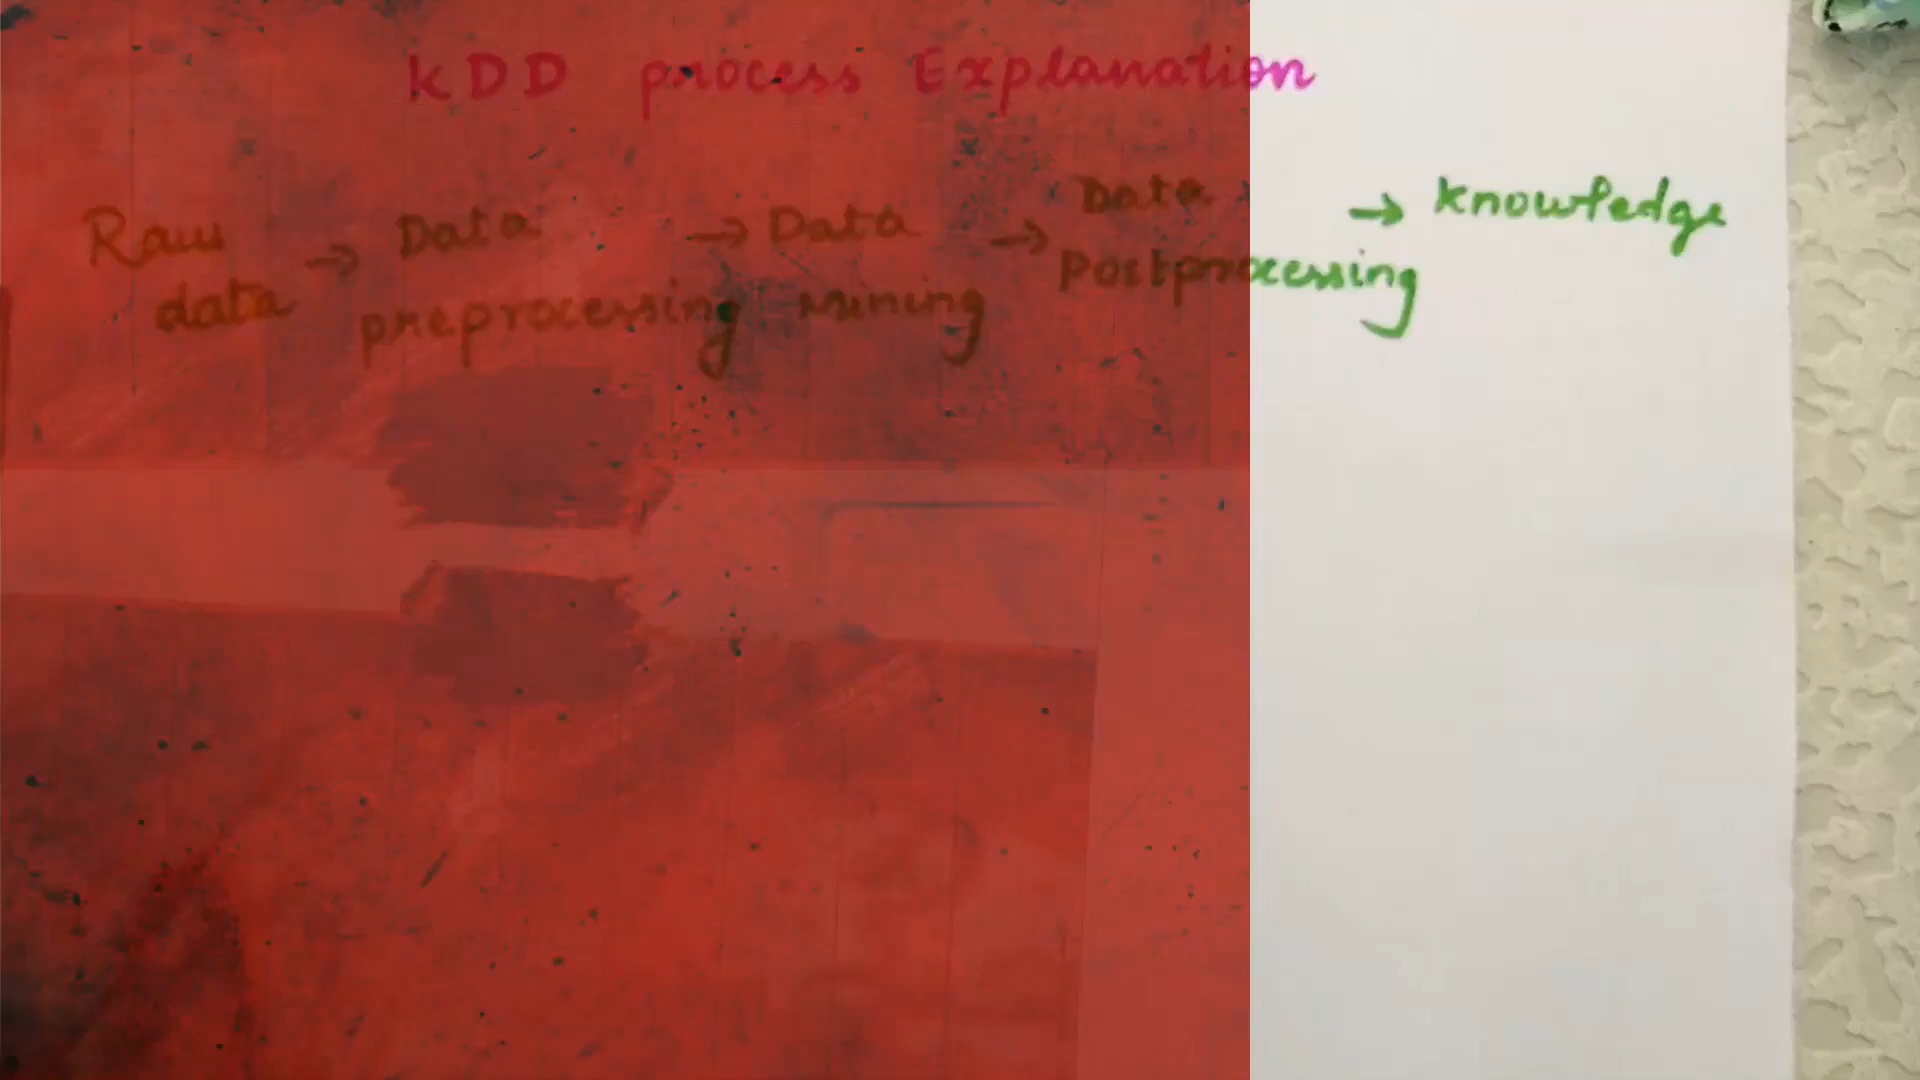 kDD process Explanation
Raw data → Data preprocessing → Data mining → Data Postprocessing → knowledge